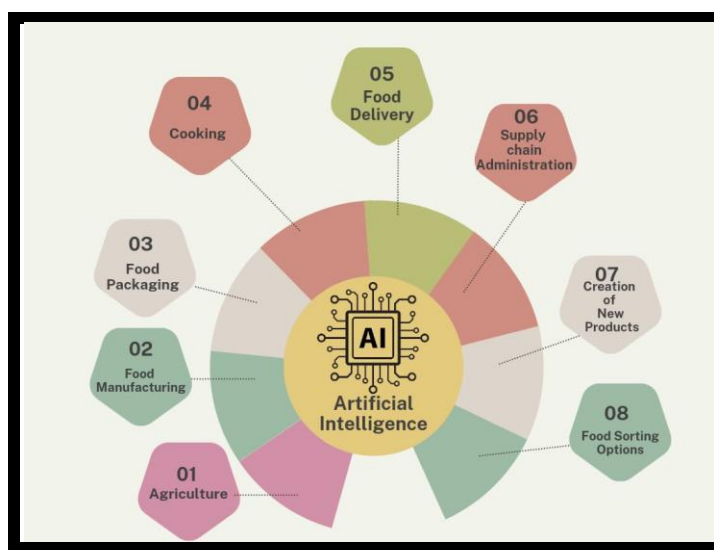 01
Agriculture
02
Food
Manufacturing
03
Food
Packaging
04
Cooking
05
Food
Delivery
06
Supply
chain
Administration
07
Creation
of
New
Products
08
Food Sorting
Options
AI
Artificial
Intelligence